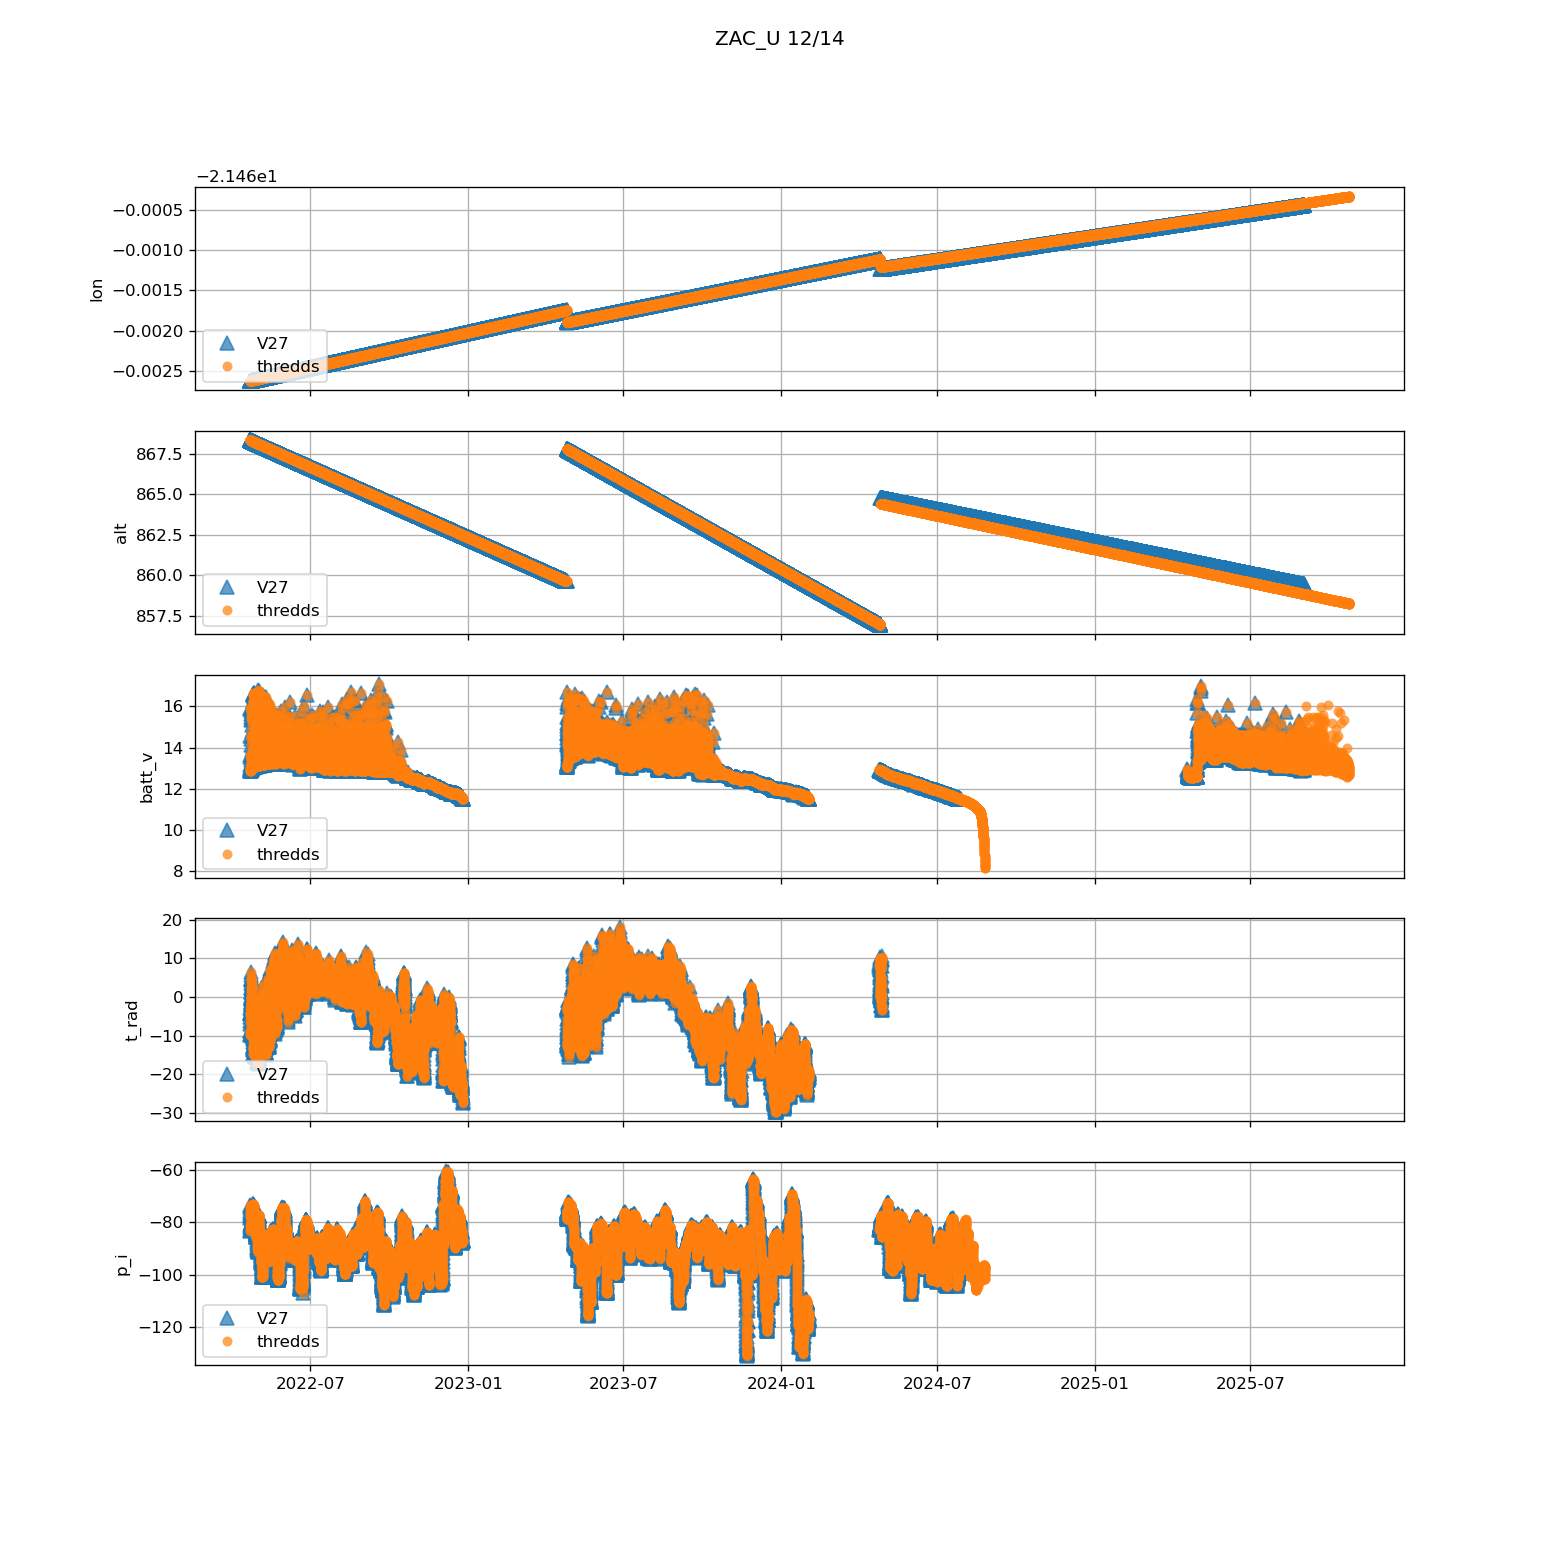 ZAC_U 12/14
−2.146e1
−0.0005
−0.0010
−0.0015
−0.0020
−0.0025
lon
V27
thredds
867.5
865.0
862.5
860.0
857.5
alt
V27
thredds
16
14
12
10
8
batt_v
V27
thredds
20
10
0
−10
−20
−30
t_rad
V27
thredds
−60
−80
−100
−120
p_i
V27
thredds
2022-07 2023-01 2023-07 2024-01 2024-07 2025-01 2025-07